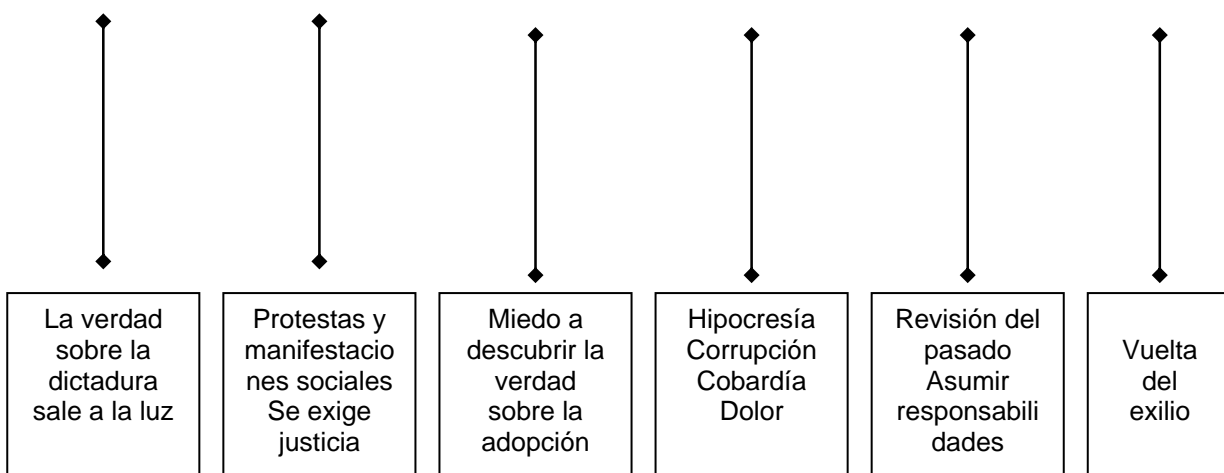 La verdad
sobre la
dictadura
sale a la luz
Protestas y
manifestacio
nes sociales
Se exige
justicia
Miedo a
descubrir la
verdad
sobre la
adopción
Hipocresía
Corrupción
Cobardía
Dolor
Revisión del
pasado
Asumir
responsabili
dades
Vuelta
del
exilio